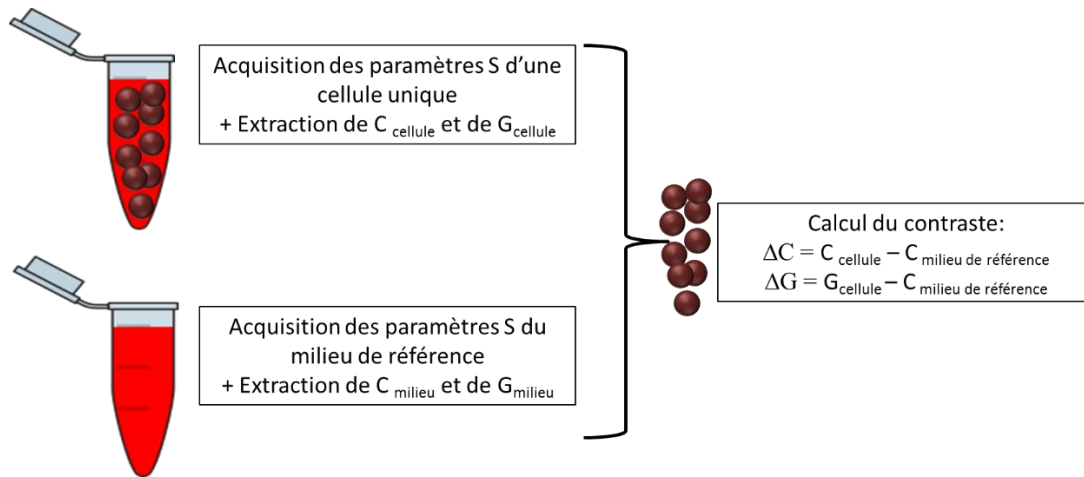 Acquisition des paramètres S d'une
cellule unique
+ Extraction de C cellule et de Gcellule
Acquisition des paramètres S du
milieu de référence
+ Extraction de C milieu et de Gmilieu
Calcul du contraste:
ΔC = C cellule – C milieu de référence
ΔG = Gcellule – C milieu de référence